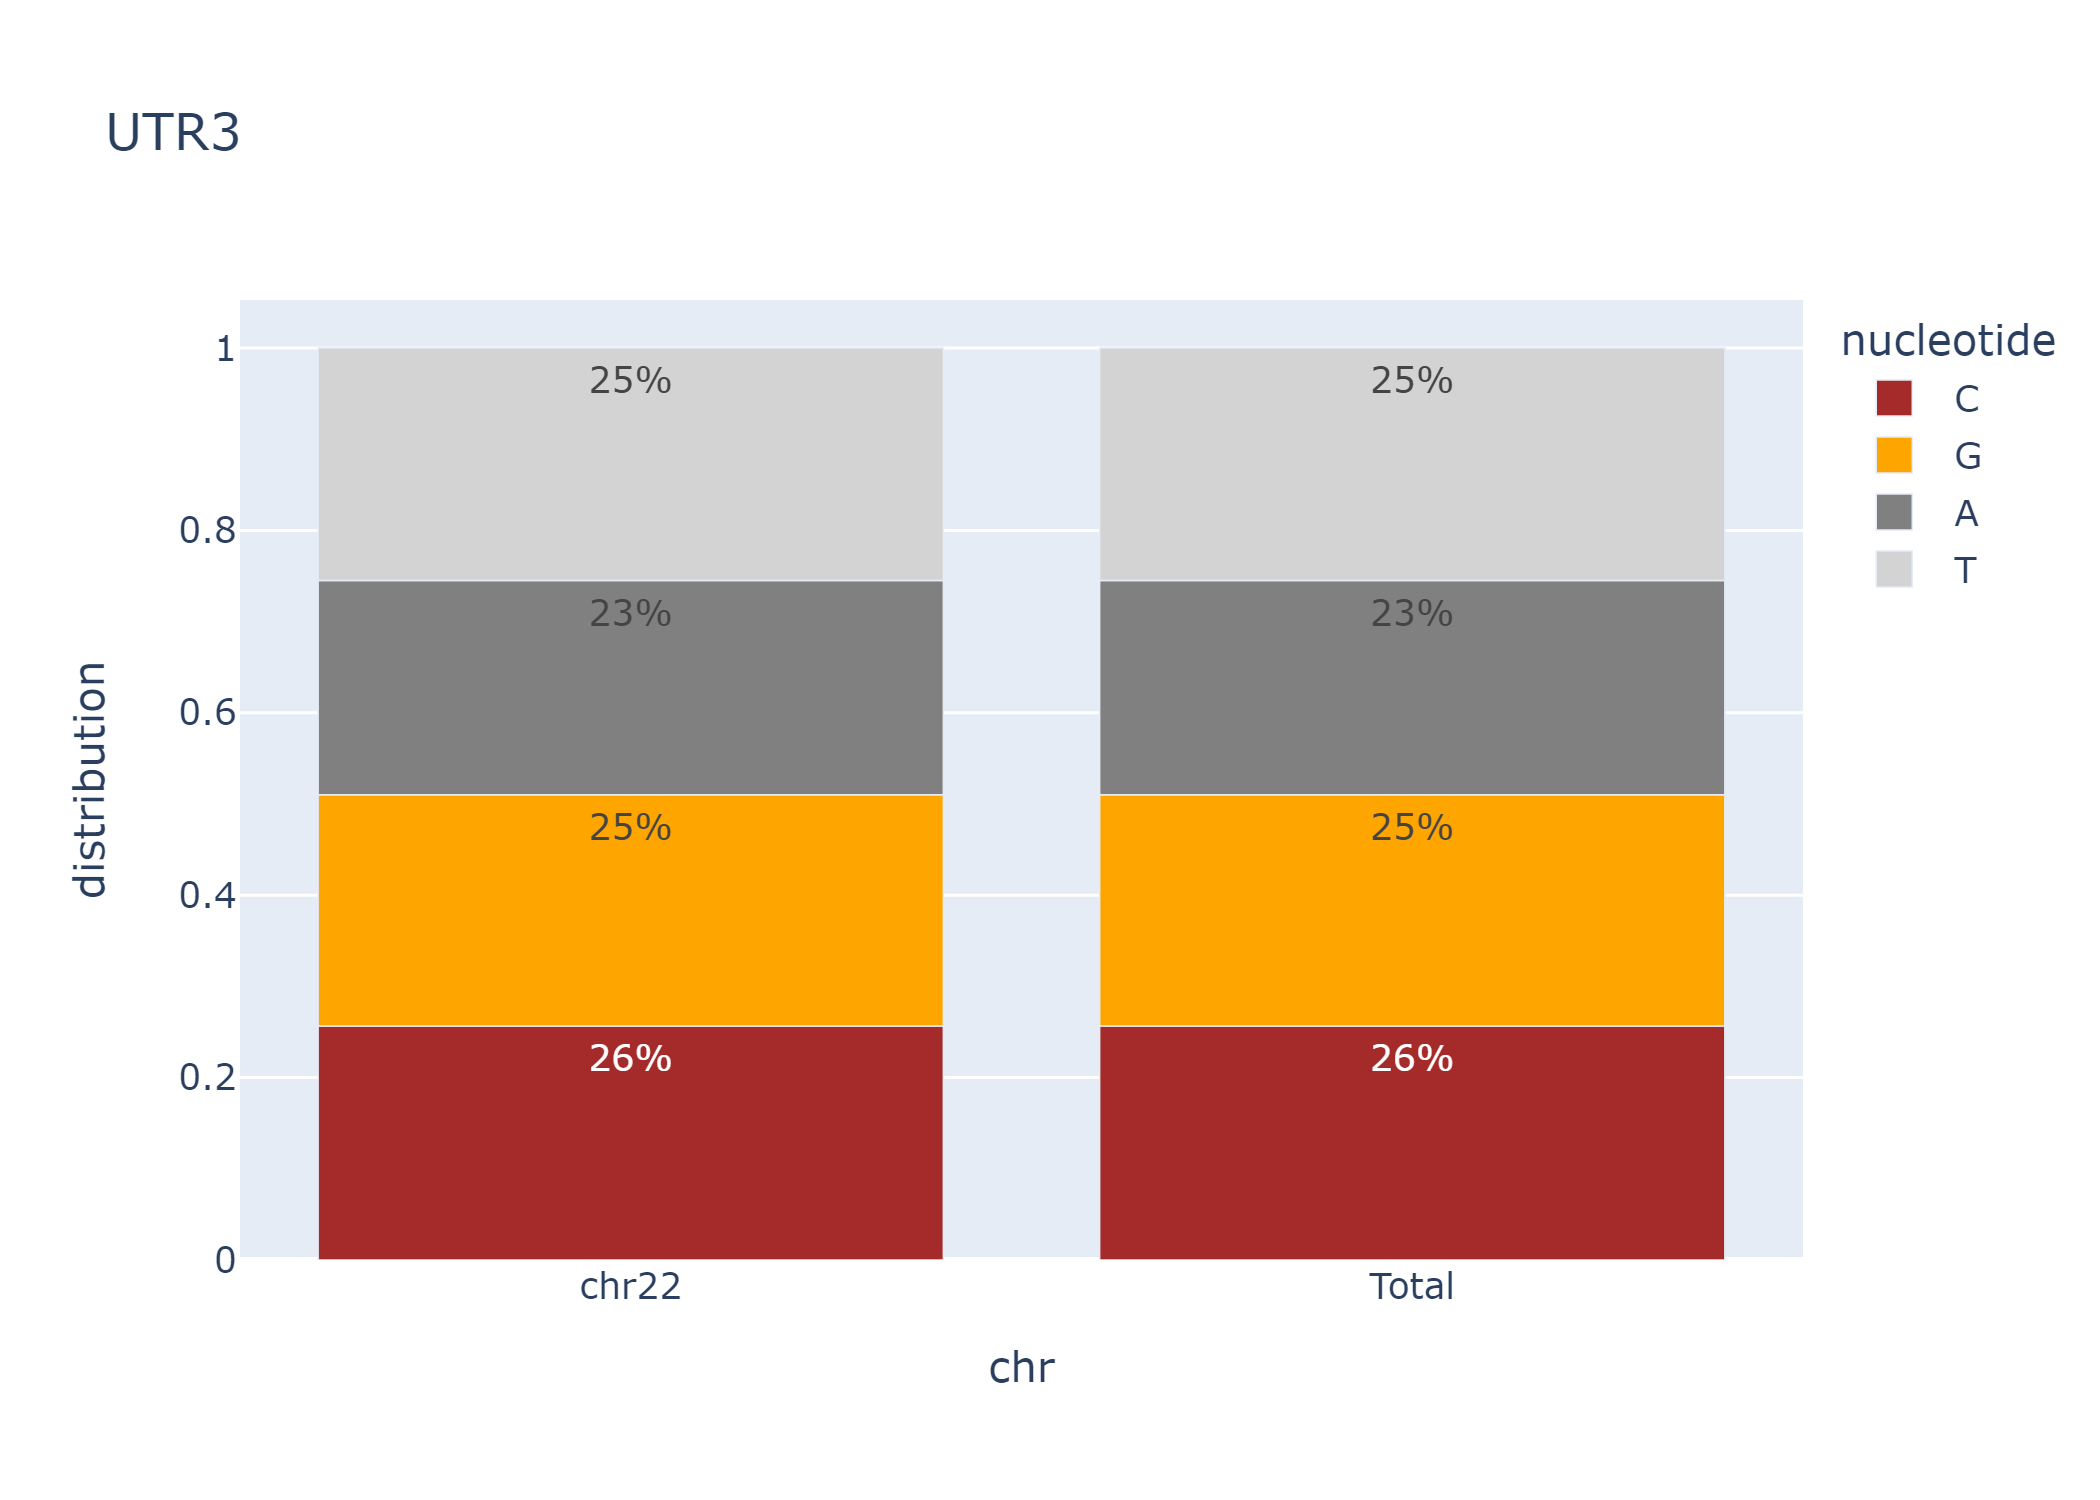 UTR3
1
0.8
0.6
0.4
0.2
0
distribution
25%
25%
23%
23%
25%
25%
26%
26%
chr22
Total
chr
nucleotide
C
G
A
T